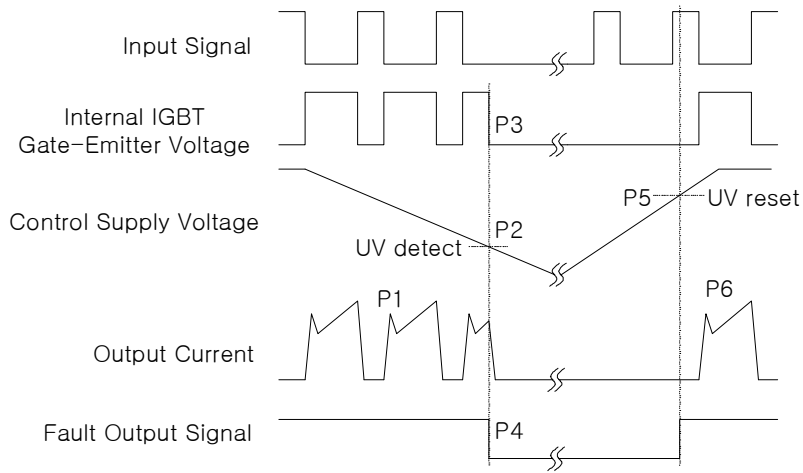 Input Signal
Internal IGBT
Gate-Emitter Voltage
P3
Control Supply Voltage
P5
UV reset
P2
UV detect
P1
P6
Output Current
Fault Output Signal
P4